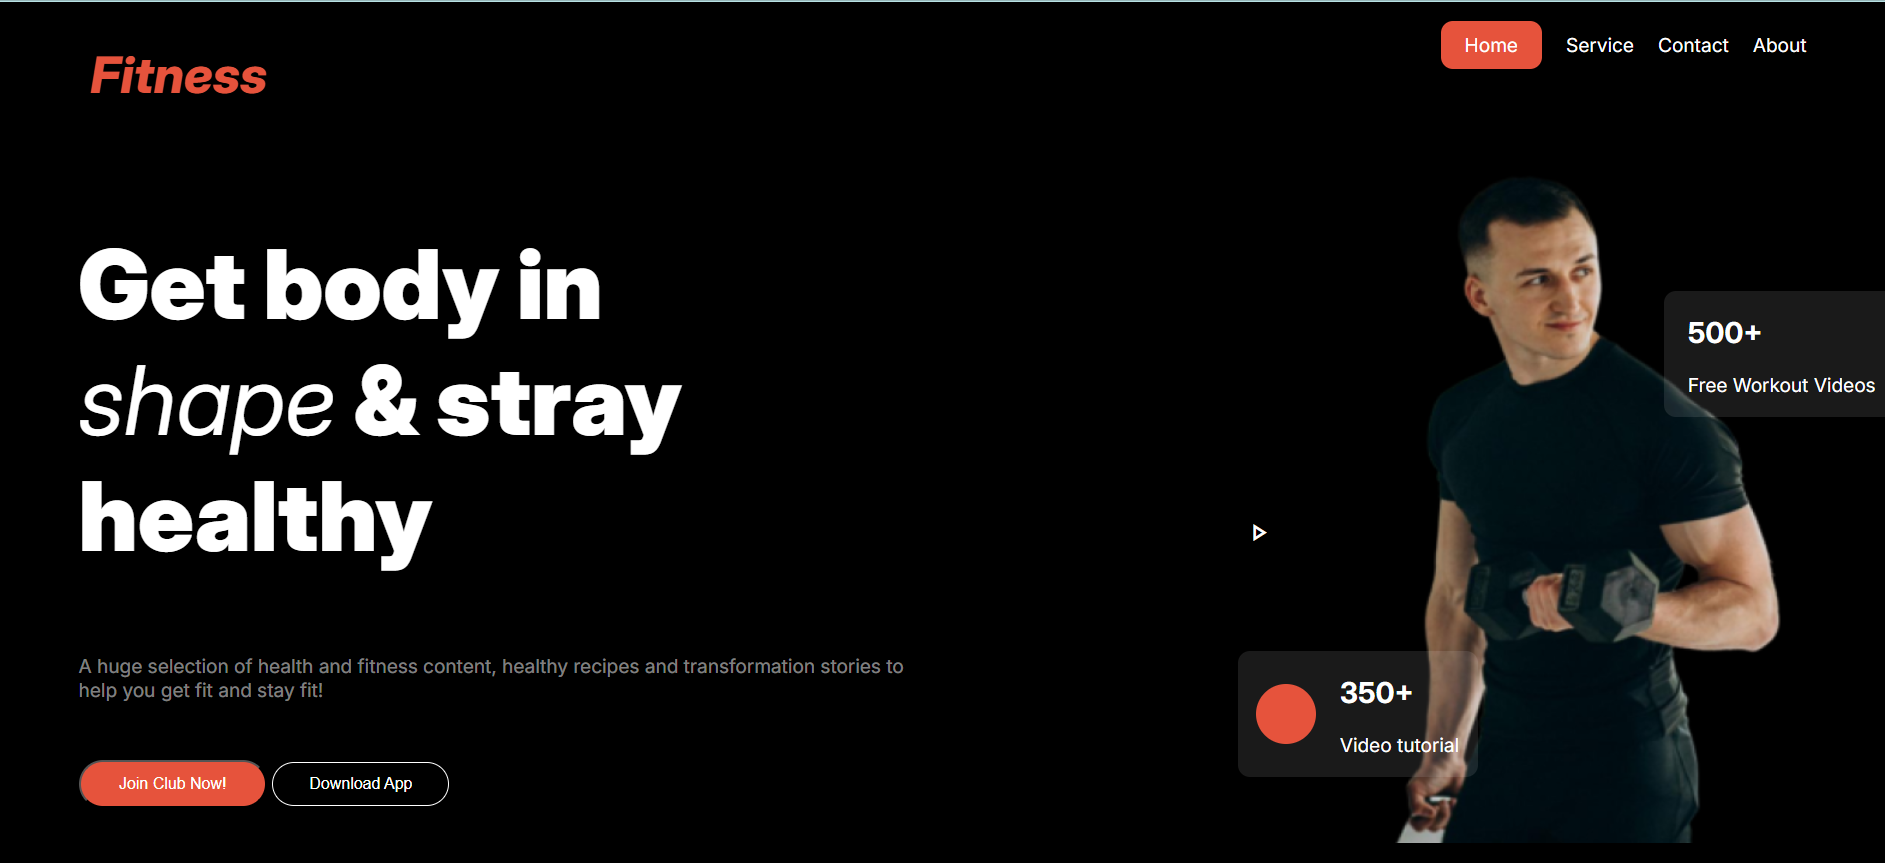 Fitness
Home
Service
Contact
About
Get body in
shape & stray
healthy
500+
Free Workout Videos
A huge selection of health and fitness content, healthy recipes and transformation stories to
help you get fit and stay fit!
350+
Video tutorial
Join Club Now!
Download App